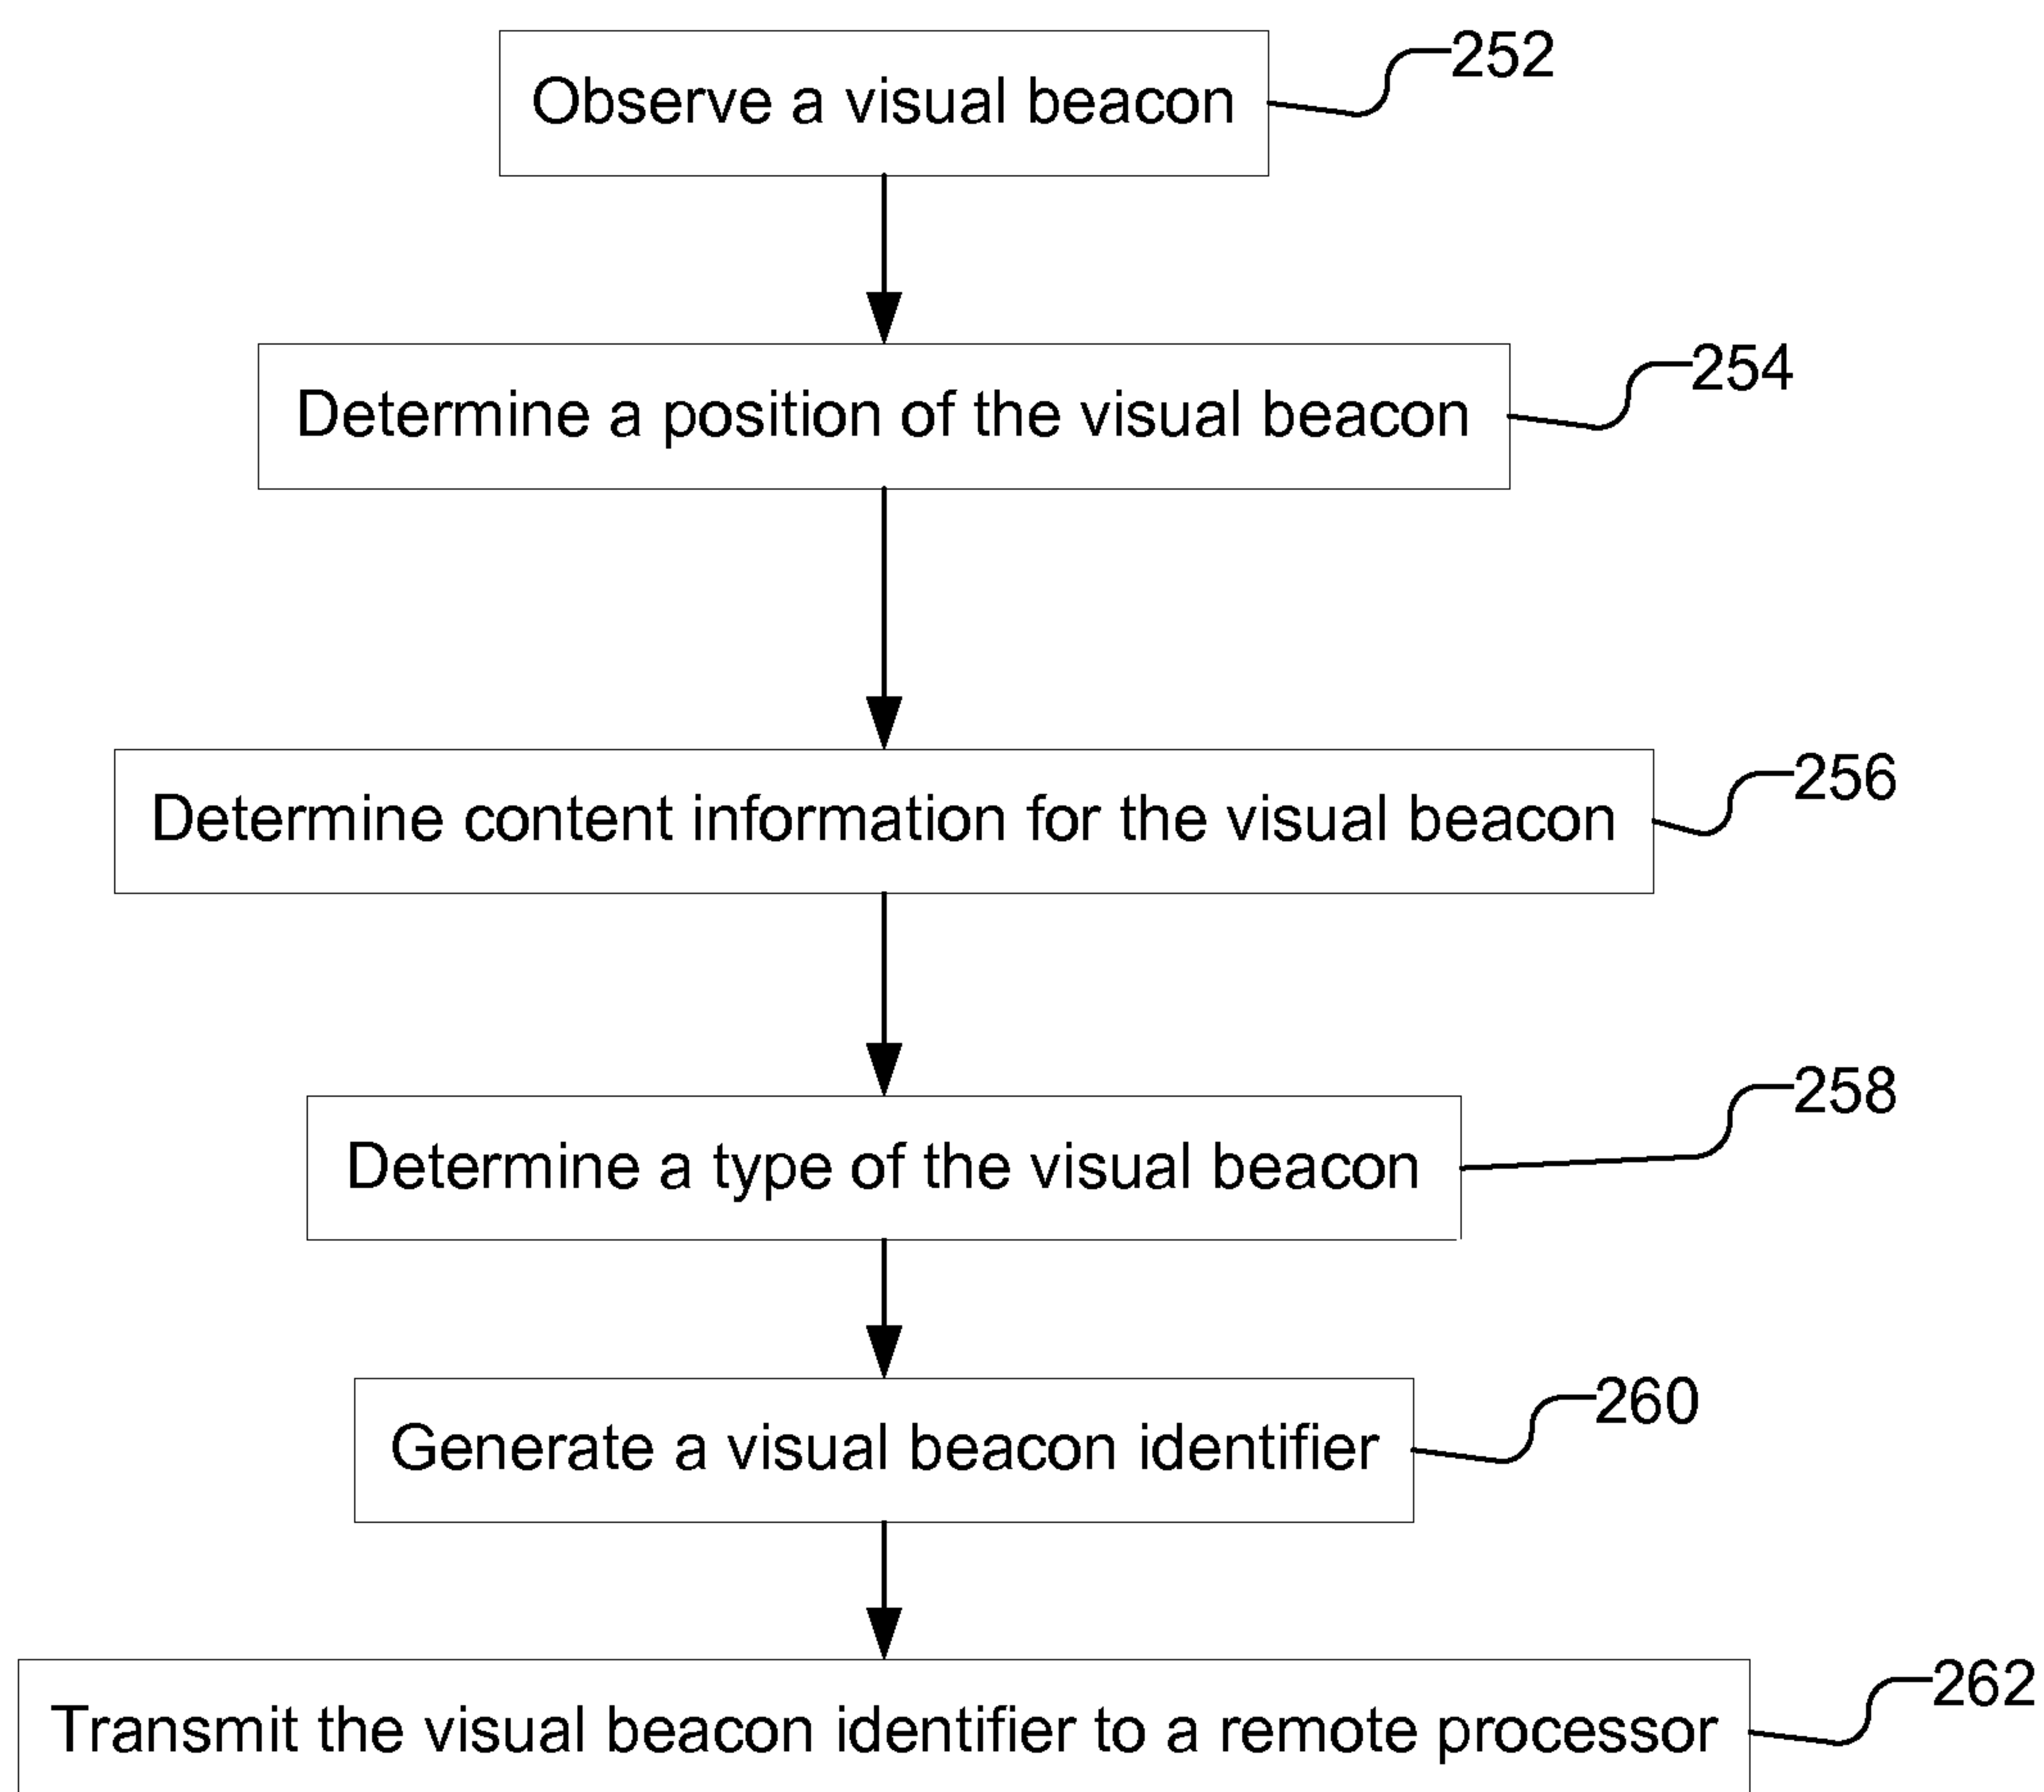 Observe a visual beacon
252
Determine a position of the visual beacon
254
Determine content information for the visual beacon
256
Determine a type of the visual beacon
258
Generate a visual beacon identifier
260
Transmit the visual beacon identifier to a remote processor
262